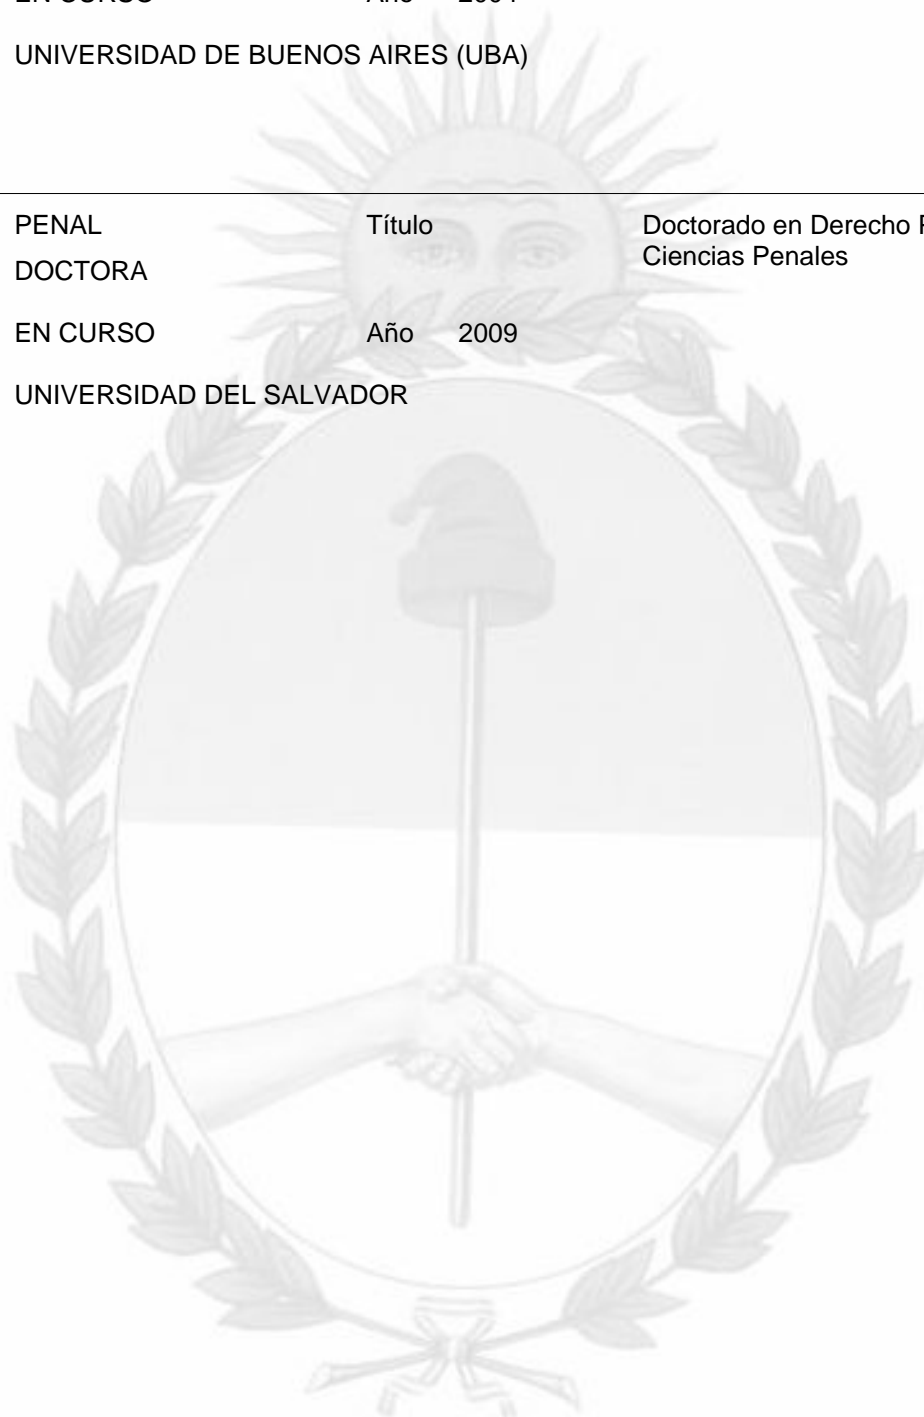 UNIVERSIDAD DE BUENOS AIRES (UBA)
PENAL Título Doctorado en Derecho
DOCTORA Ciencias Penales
EN CURSO Año 2009
UNIVERSIDAD DEL SALVADOR